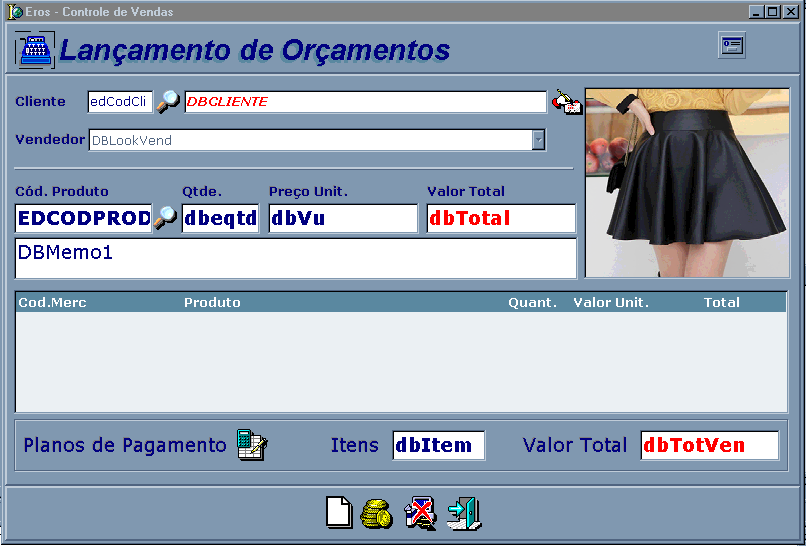 Eros - Controle de Vendas
Lançamento de Orçamentos
Cliente edCodCli DBCLIENTE
Vendedor DBLookVend
Cód. Produto Qtde. Preço Unit. Valor Total
EDCODPROD dbeqtd dbVu dbTotal
DBMemo1
Cod.Merc Produto Quant. Valor Unit. Total
Planos de Pagamento Itens dbItem Valor Total dbTotVen